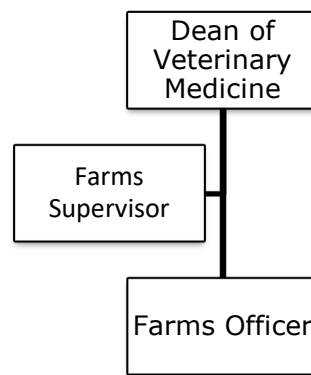 Dean of
Veterinary
Medicine
Farms
Supervisor
Farms Officer